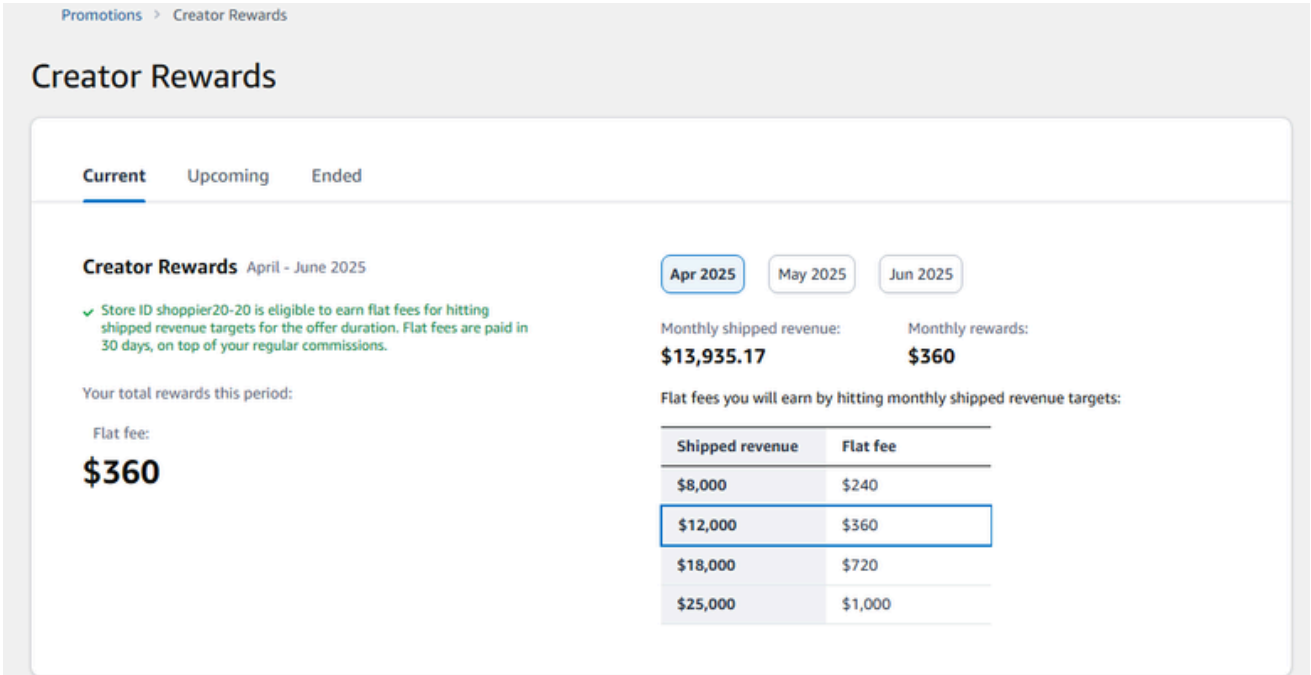 Promotions > Creator Rewards
Creator Rewards
Current Upcoming Ended
Creator Rewards April - June 2025
Store ID shoppier20-20 is eligible to earn flat fees for hitting
shipped revenue targets for the offer duration. Flat fees are paid in
30 days, on top of your regular commissions.
Your total rewards this period:
Flat fee:
$360
Apr 2025 May 2025 Jun 2025
Monthly shipped revenue: Monthly rewards:
$13,935.17 $360
Flat fees you will earn by hitting monthly shipped revenue targets:
Shipped revenue Flat fee
$8,000 $240
$12,000 $360
$18,000 $720
$25,000 $1,000